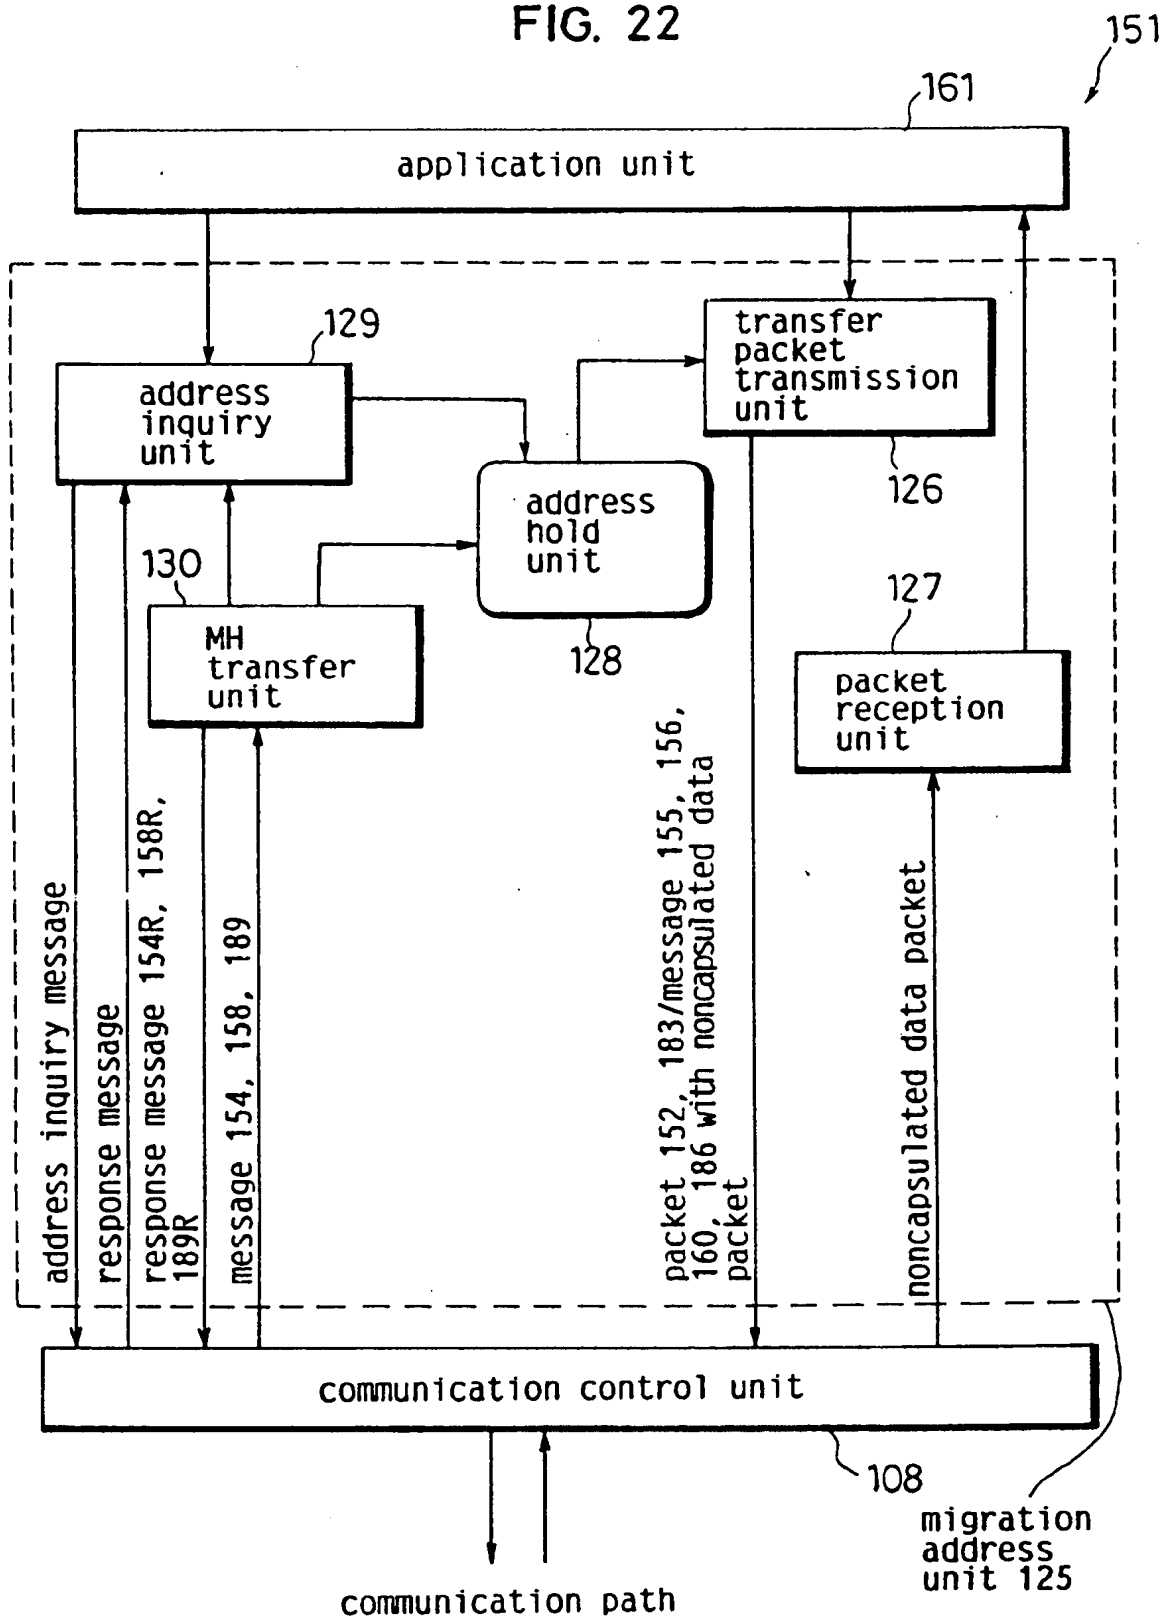 FIG. 22
151
161
application unit
129
address
inquiry
unit
transfer
packet
transmission
unit
126
address
hold
unit
128
130
MH
transfer
unit
127
packet
reception
unit
address inquiry message
response message
response message 154R, 158R,
189R
message 154, 158, 189
packet 152, 183/message 155, 156,
160, 186 with noncapsulated data
packet
noncapsulated data packet
communication control unit
108
migration
address
unit 125
communication path